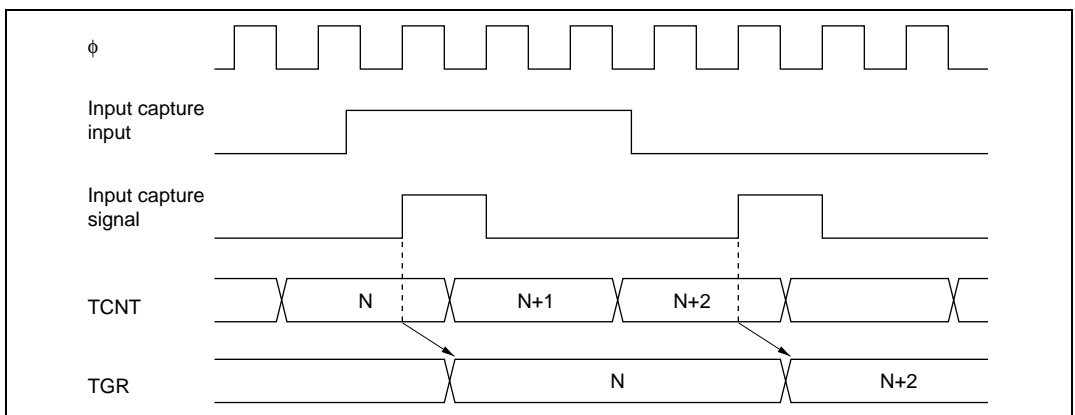 ϕ
Input capture
input
Input capture
signal
TCNT
N
N+1
N+2
TGR
N
N+2